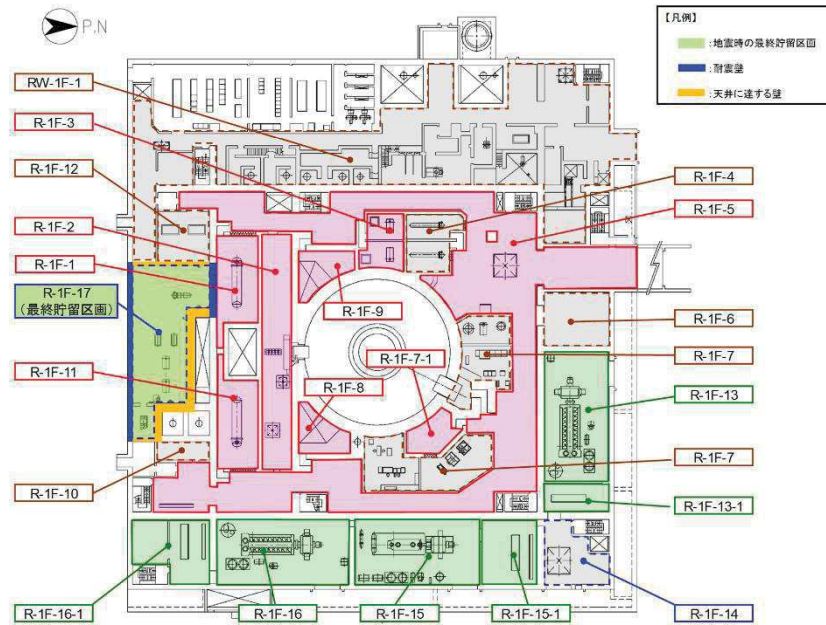 P.N
【凡例】
:地震時の最終貯留区画
:耐震壁
:天井に達する壁
RW-1F-1
R-1F-3
R-1F-12
R-1F-2
R-1F-1
R-1F-17
(最終貯留区画)
R-1F-11
R-1F-10
R-1F-9
R-1F-7-1
R-1F-8
R-1F-4
R-1F-5
R-1F-6
R-1F-7
R-1F-13
R-1F-7
R-1F-13-1
R-1F-16-1
R-1F-16
R-1F-15
R-1F-15-1
R-1F-14